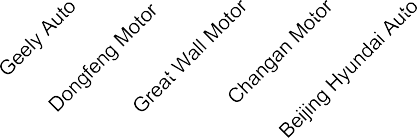 Geely Auto
Dongfeng Motor
Great Wall Motor
Changan Motor
Beijing Hyundai Auto